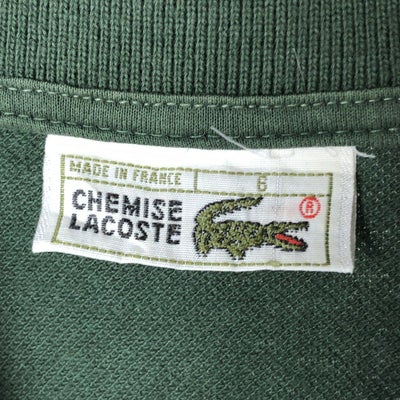 MADE IN FRANCE 6
CHEMISE
LACOSTE
®